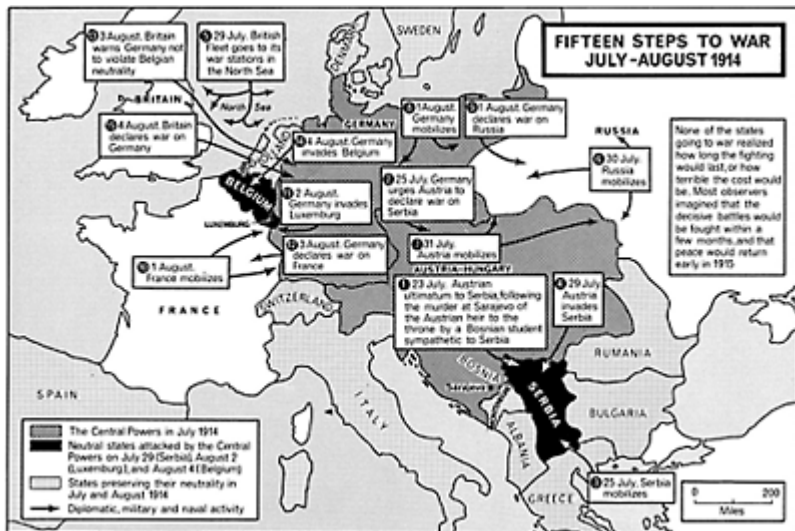 FIFTEEN STEPS TO WAR
JULY-AUGUST 1914
3 August, Britain
warns Germany not
to violate Belgian
neutrality
29 July, British
Fleet goes to its
war stations in
the North Sea
DENMARK
SWEDEN
BRITAIN
North Sea
4 August, Britain
declares war on
Germany
HOLLAND
GERMANY
14 4 August, Germany
invades Belgium
1 August,
Germany
mobilizes
1 August, Germany
declares war on
Russia
RUSSIA
6 30 July,
Russia
mobilizes
None of the states
going to war realized
how long the fighting
would last, or how
terrible the cost would
be. Most observers
imagined that the
decisive battles would
be fought within a
few months, and that
peace would return
early in 1915
BELGIUM
11 2 August,
Germany invades
Luxemburg
2 25 July, Germany
urges Austria to
declare war on
Serbia
LUXEMBURG
12 3 August, Germany
declares war on
France
7 31 July,
Austria mobilizes
10 1 August,
France mobilizes
AUSTRIA-HUNGARY
FRANCE
SWITZERLAND
1 23 July, Austrian
ultimatum to Serbia, following
the murder at Sarajevo of
the Austrian heir to the
throne by a Bosnian student
sympathetic to Serbia
29 July,
Austria
invades
Serbia
RUMANIA
BOSNIA
Sarajevo
SERBIA
BULGARIA
SPAIN
ITALY
ALBANIA
GREECE
3 25 July, Serbia
mobilizes
The Central Powers in July 1914
Neutral states attacked by the Central
Powers on July 29 (Serbia), August 2
(Luxemburg), and August 4 (Belgium)
States preserving their neutrality in
July and August 1914
Diplomatic, military and naval activity
0 200
Miles